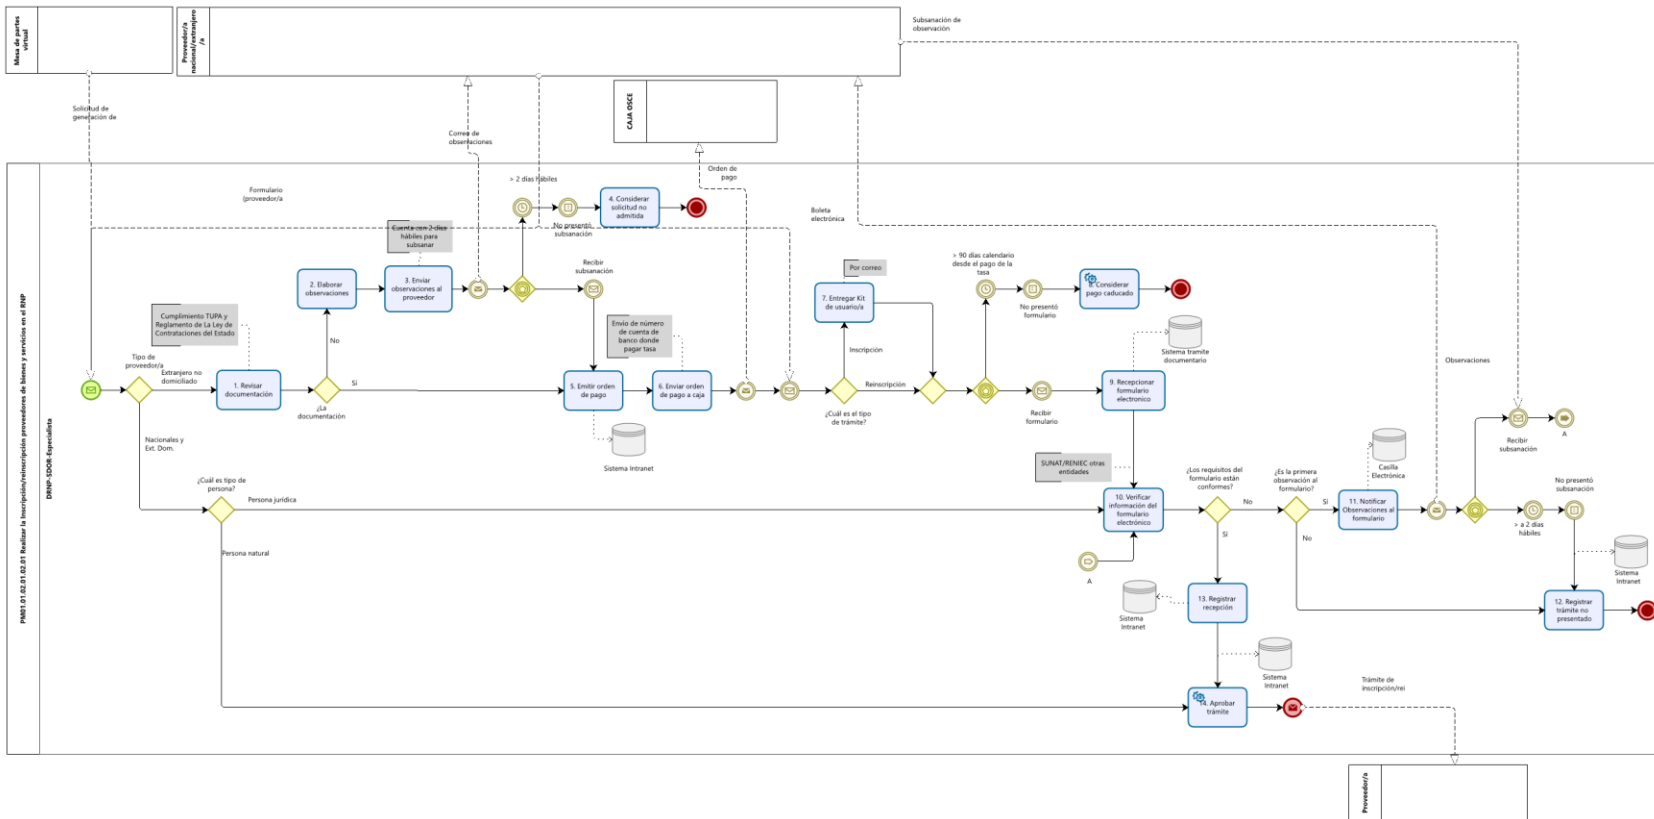 Mesa de partes
virtual
Proveedor/a
nacional/extranjero
/a
Subsanación de
observación
CAJA OSCE
Solicitud de
generación de
Correo de
observaciones
Orden de
pago
Formulario
(proveedor/a
> 2 días hábiles
4. Considerar
solicitud no
admitida
No presentó
subsanación
Boleta
electrónica
Cuenta con 2 días
hábiles para
subsanar
2. Elaborar
observaciones
3. Enviar
observaciones al
proveedor
Recibir
subsanación
Por correo
7. Entregar Kit
de usuario/a
> 90 días calendario
desde el pago de la
tasa
No presentó
formulario
8. Considerar
pago caducado
Cumplimiento TUPA y
Reglamento de La Ley de
Contrataciones del Estado
No
Envío de número
de cuenta de
banco donde
pagar tasa
Inscripción
Sistema tramite
documentario
Observaciones
Tipo de
proveedor/a
Extranjero no
domiciliado
1. Revisar
documentación
¿La
documentación
Si
5. Emitir orden
de pago
6. Enviar orden
de pago a caja
¿Cuál es el tipo
de trámite?
Reinscripción
Recibir
formulario
9. Recepcionar
formulario
electronico
Recibir
subsanación
A
Nacionales y
Ext. Dom.
Sistema Intranet
SUNAT/RENIEC otras
entidades
Casilla
Electrónica
¿Cuál es tipo de
persona?
Persona jurídica
Persona natural
10. Verificar
información del
formulario
electrónico
¿Los requisitos del
formulario están
conformes?
No
Sí
¿Es la primera
observación al
formulario?
Sí
No
11. Notificar
Observaciones al
formulario
> a 2 días
hábiles
No presentó
subsanación
Sistema
Intranet
A
12. Registrar
trámite no
presentado
13. Registrar
recepción
Sistema
Intranet
Sistema
Intranet
14. Aprobar
trámite
Trámite de
inscripción/rei
Proveedor/a
PM01.01.02.01.02.01 Realizar la Inscripción/reinscripción proveedores de bienes y servicios en el RNP
DRNP-SDOR-Especialista